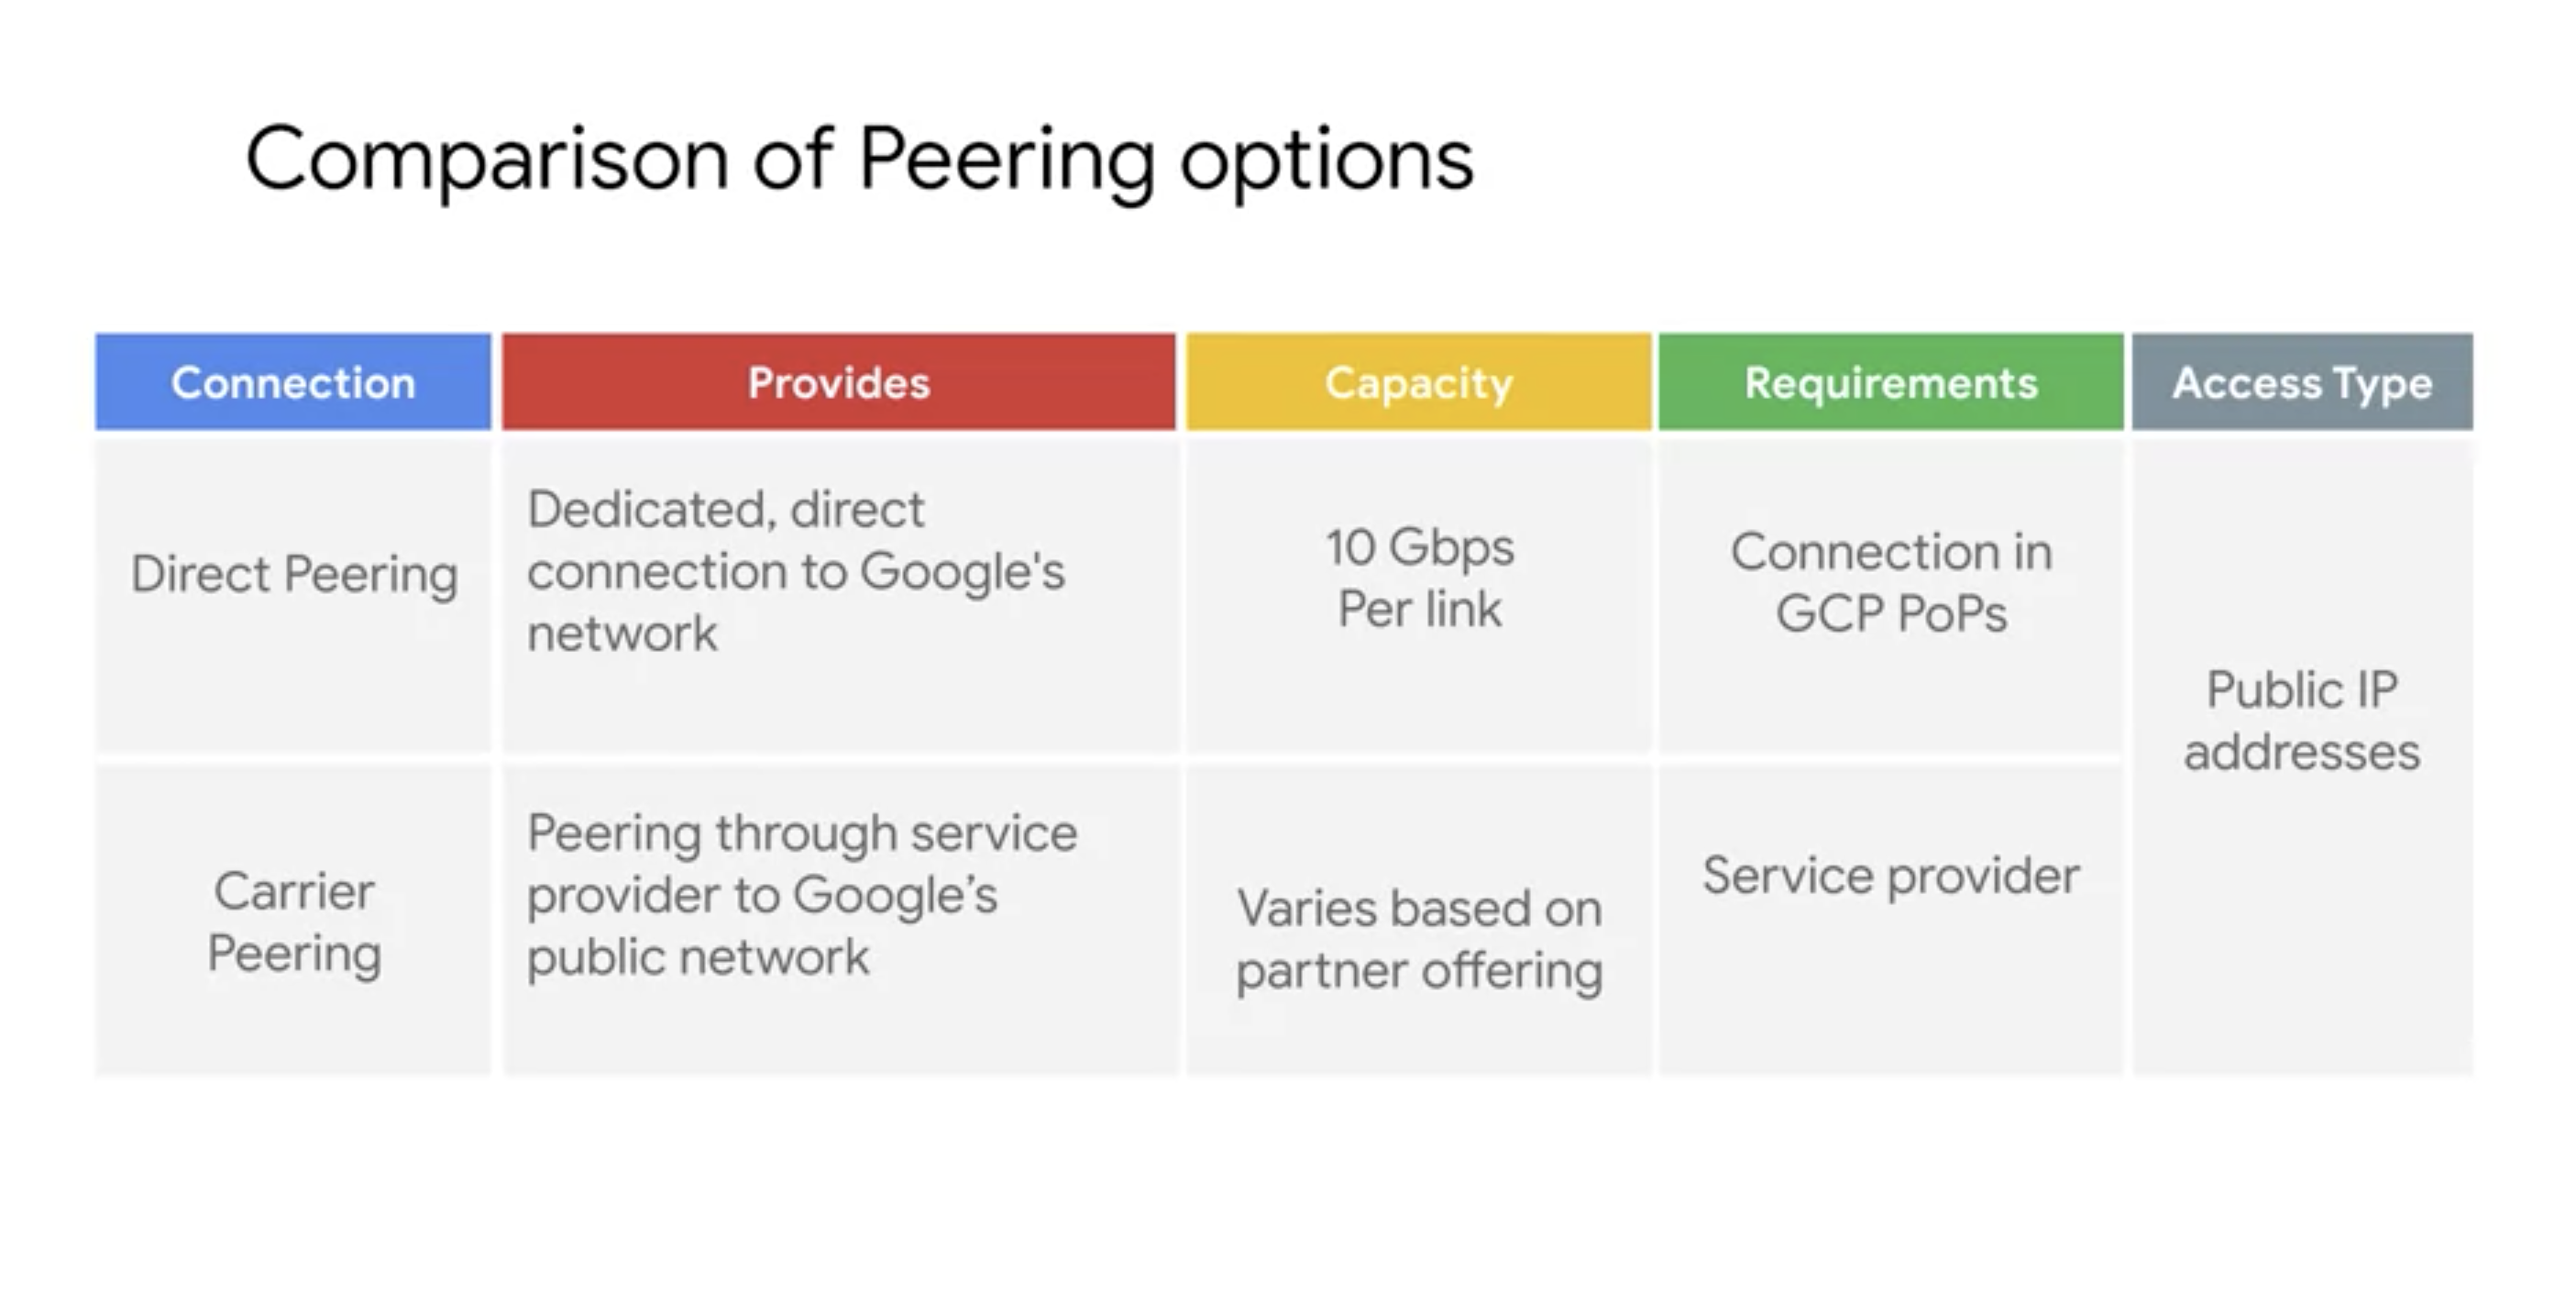 Comparison of Peering options
Connection
Provides
Capacity
Requirements
Access Type
Direct Peering
Dedicated, direct
connection to Google's
network
10 Gbps
Per link
Connection in
GCP PoPs
Public IP
addresses
Carrier
Peering
Peering through service
provider to Google’s
public network
Varies based on
partner offering
Service provider